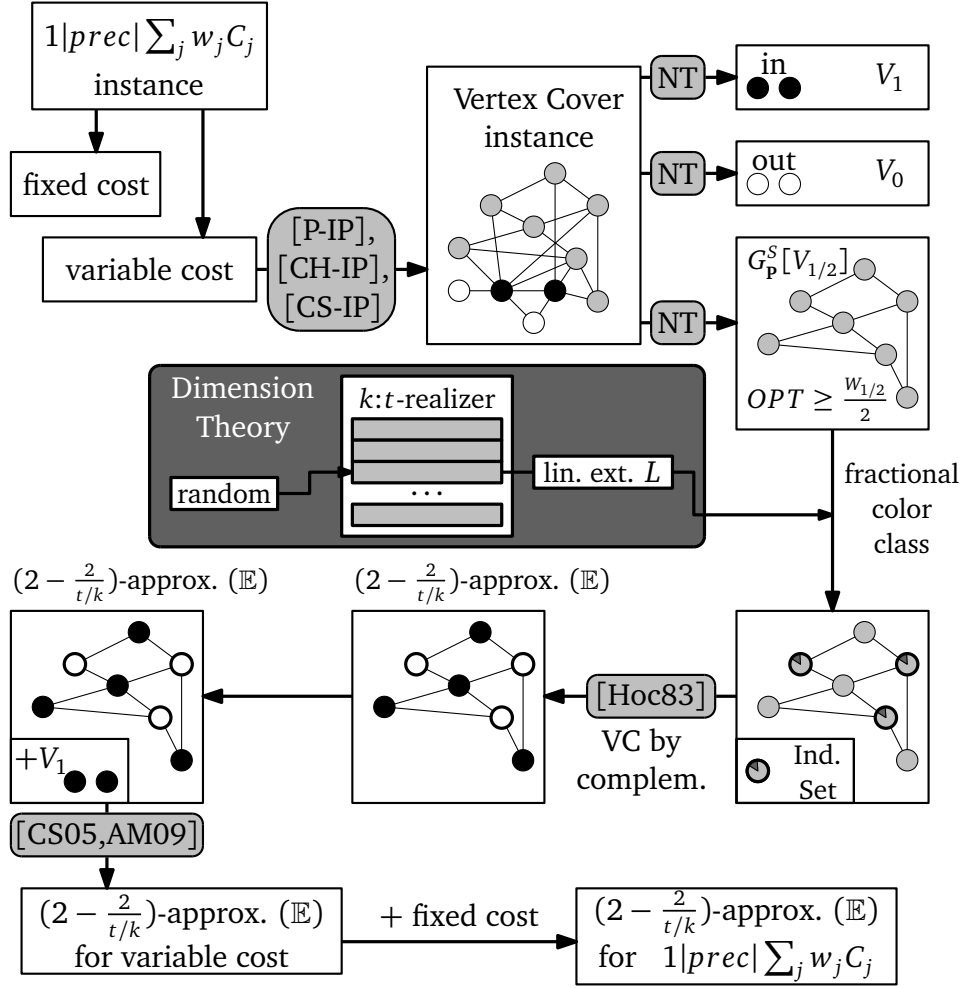 1|prec| ∑_j w_j C_j
instance
fixed cost
variable cost
[P-IP],
[CH-IP],
[CS-IP]
Vertex Cover
instance
NT
in
V_1
NT
out
V_0
NT
G_P^S[V_{1/2}]
OPT ≥ W_{1/2}/2
Dimension
Theory
random
k:t-realizer
...
lin. ext. L
fractional
color
class
(2 − 2/(t/k))-approx. (𝔼)
(2 − 2/(t/k))-approx. (𝔼)
+V_1
[Hoc83]
VC by
complem.
Ind.
Set
[CS05,AM09]
(2 − 2/(t/k))-approx. (𝔼)
for variable cost
+ fixed cost
(2 − 2/(t/k))-approx. (𝔼)
for 1|prec| ∑_j w_j C_j